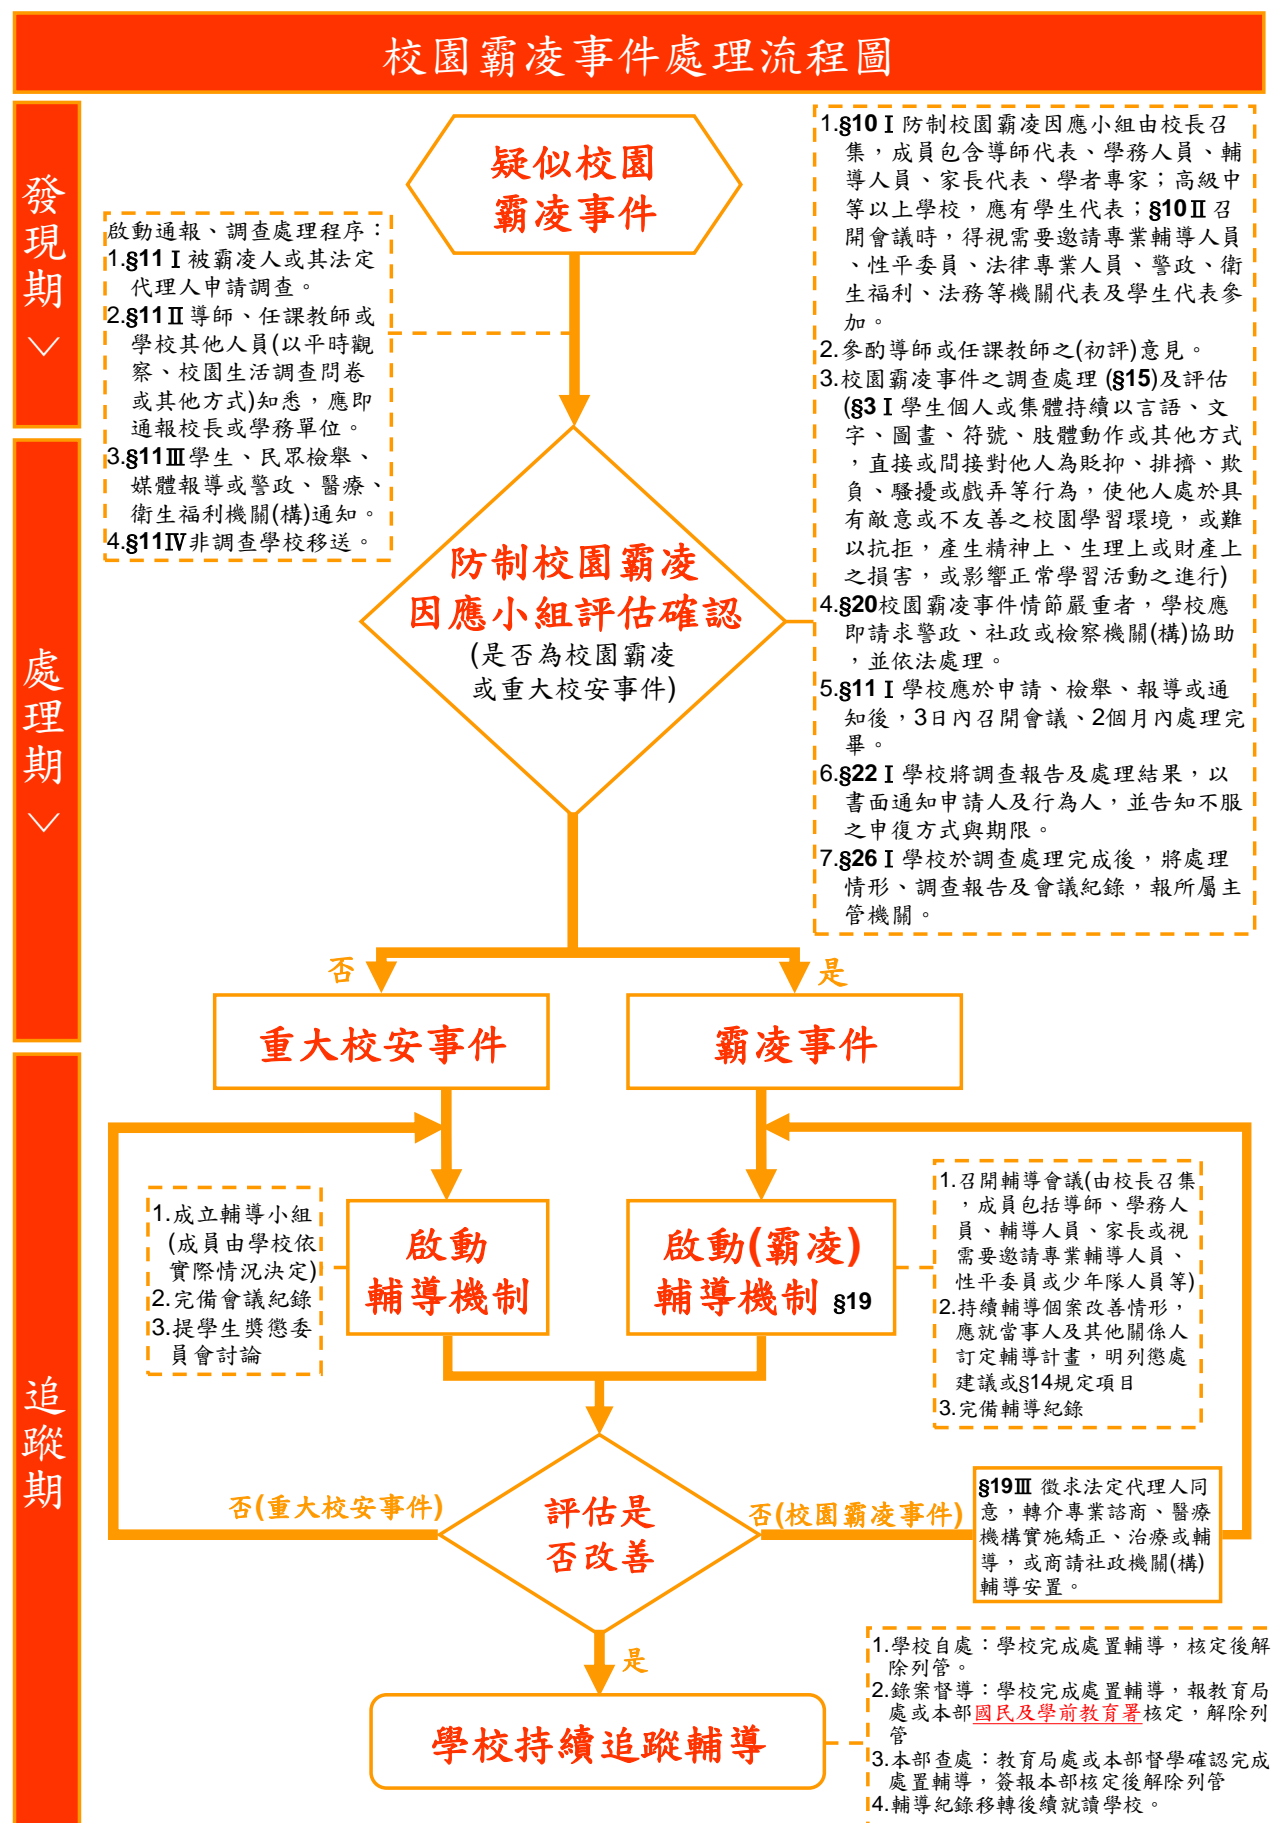 校園霸凌事件處理流程圖
發現期
處理期
追蹤期
疑似校園
霸凌事件
啟動通報、調查處理程序：
1.§11Ⅰ被霸凌人或其法定
代理人申請調查。
2.§11Ⅱ導師、任課教師或
學校其他人員(以平時觀
察、校園生活調查問卷
或其他方式)知悉，應即
通報校長或學務單位。
3.§11Ⅲ學生、民眾檢舉、
媒體報導或警政、醫療、
衛生福利機關(構)通知。
4.§11Ⅳ非調查學校移送。
1.§10Ⅰ防制校園霸凌因應小組由校長召
集，成員包含導師代表、學務人員、輔
導人員、家長代表、學者專家；高級中
等以上學校，應有學生代表；§10Ⅱ召
開會議時，得視需要邀請專業輔導人員
、性平委員、法律專業人員、警政、衛
生福利、法務等機關代表及學生代表參
加。
2.參酌導師或任課教師之(初評)意見。
3.校園霸凌事件之調查處理 (§15)及評估
(§3Ⅰ學生個人或集體持續以言語、文
字、圖畫、符號、肢體動作或其他方式
，直接或間接對他人為貶抑、排擠、欺
負、騷擾或戲弄等行為，使他人處於具
有敵意或不友善之校園學習環境，或難
以抗拒，產生精神上、生理上或財產上
之損害，或影響正常學習活動之進行)
4.§20校園霸凌事件情節嚴重者，學校應
即請求警政、社政或檢察機關(構)協助
，並依法處理。
5.§11Ⅰ學校應於申請、檢舉、報導或通
知後，3日內召開會議、2個月內處理完
畢。
6.§22Ⅰ學校將調查報告及處理結果，以
書面通知申請人及行為人，並告知不服
之申復方式與期限。
7.§26Ⅰ學校於調查處理完成後，將處理
情形、調查報告及會議紀錄，報所屬主
管機關。
防制校園霸凌
因應小組評估確認
(是否為校園霸凌
或重大校安事件)
否
是
重大校安事件
霸凌事件
1.成立輔導小組
(成員由學校依
實際情況決定)
2.完備會議紀錄
3.提學生獎懲委
員會討論
啟動
輔導機制
啟動(霸凌)
輔導機制 §19
1.召開輔導會議(由校長召集
，成員包括導師、學務人
員、輔導人員、家長或視
需要邀請專業輔導人員、
性平委員或少年隊人員等)
2.持續輔導個案改善情形，
應就當事人及其他關係人
訂定輔導計畫，明列懲處
建議或§14規定項目
3.完備輔導紀錄
否(重大校安事件)
評估是
否改善
否(校園霸凌事件)
§19Ⅲ 徵求法定代理人同
意，轉介專業諮商、醫療
機構實施矯正、治療或輔
導，或商請社政機關(構)
輔導安置。
是
學校持續追蹤輔導
1.學校自處：學校完成處置輔導，核定後解
除列管。
2.錄案督導：學校完成處置輔導，報教育局
處或本部國民及學前教育署核定，解除列
管
3.本部查處：教育局處或本部督學確認完成
處置輔導，簽報本部核定後解除列管
4.輔導紀錄移轉後續就讀學校。